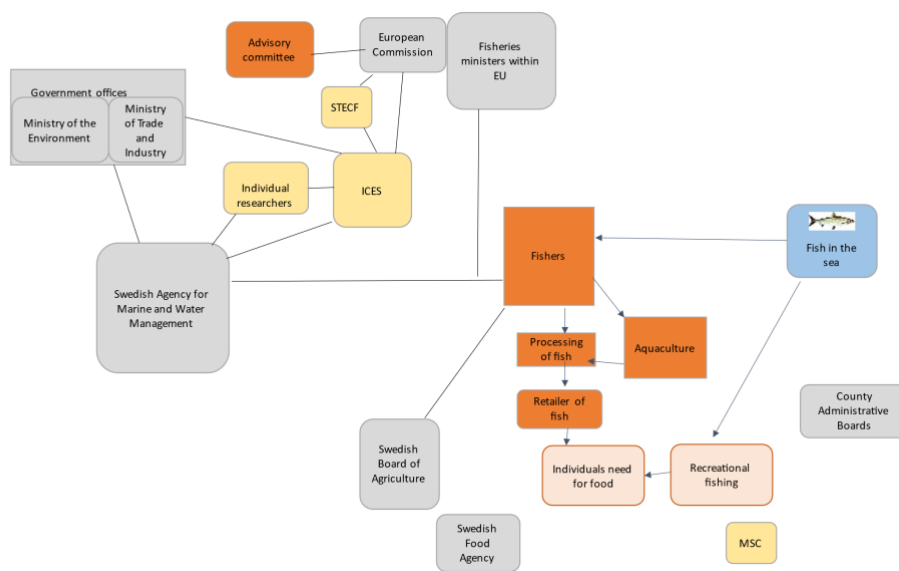 Advisory
committee
European
Commission
Fisheries
ministers within
EU
Government offices
Ministry of the
Environment
Ministry
of Trade
and
Industry
STECF
Individual
researchers
ICES
Fish in the
sea
Fishers
Swedish Agency for
Marine and Water
Management
Processing
of fish
Aquaculture
Retailer of
fish
County
Administrative
Boards
Swedish
Board of
Agriculture
Individuals need
for food
Recreational
fishing
Swedish
Food
Agency
MSC